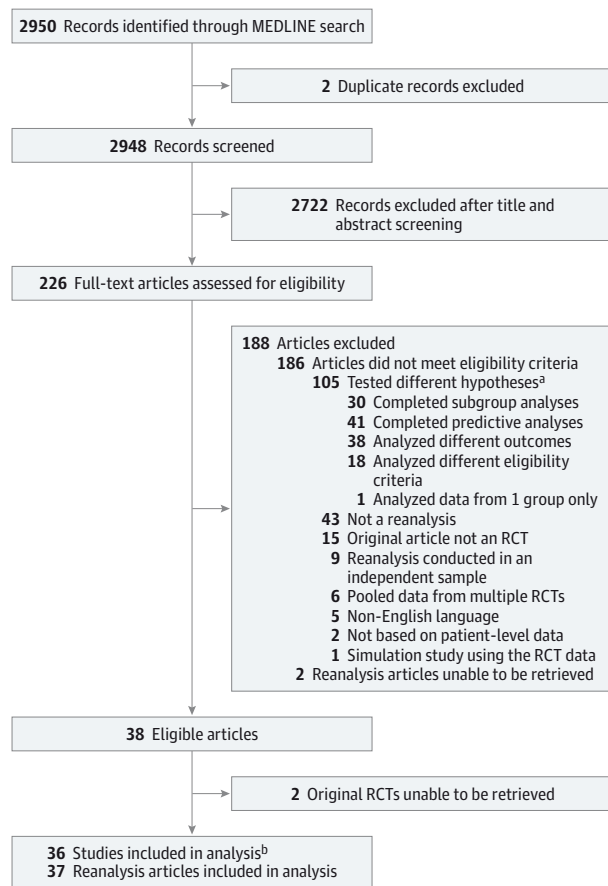 2950 Records identified through MEDLINE search
2 Duplicate records excluded
2948 Records screened
2722 Records excluded after title and
abstract screening
226 Full-text articles assessed for eligibility
188 Articles excluded
186 Articles did not meet eligibility criteria
105 Tested different hypothesesᵃ
30 Completed subgroup analyses
41 Completed predictive analyses
38 Analyzed different outcomes
18 Analyzed different eligibility
criteria
1 Analyzed data from 1 group only
43 Not a reanalysis
15 Original article not an RCT
9 Reanalysis conducted in an
independent sample
6 Pooled data from multiple RCTs
5 Non-English language
2 Not based on patient-level data
1 Simulation study using the RCT data
2 Reanalysis articles unable to be retrieved
38 Eligible articles
2 Original RCTs unable to be retrieved
36 Studies included in analysisᵇ
37 Reanalysis articles included in analysis